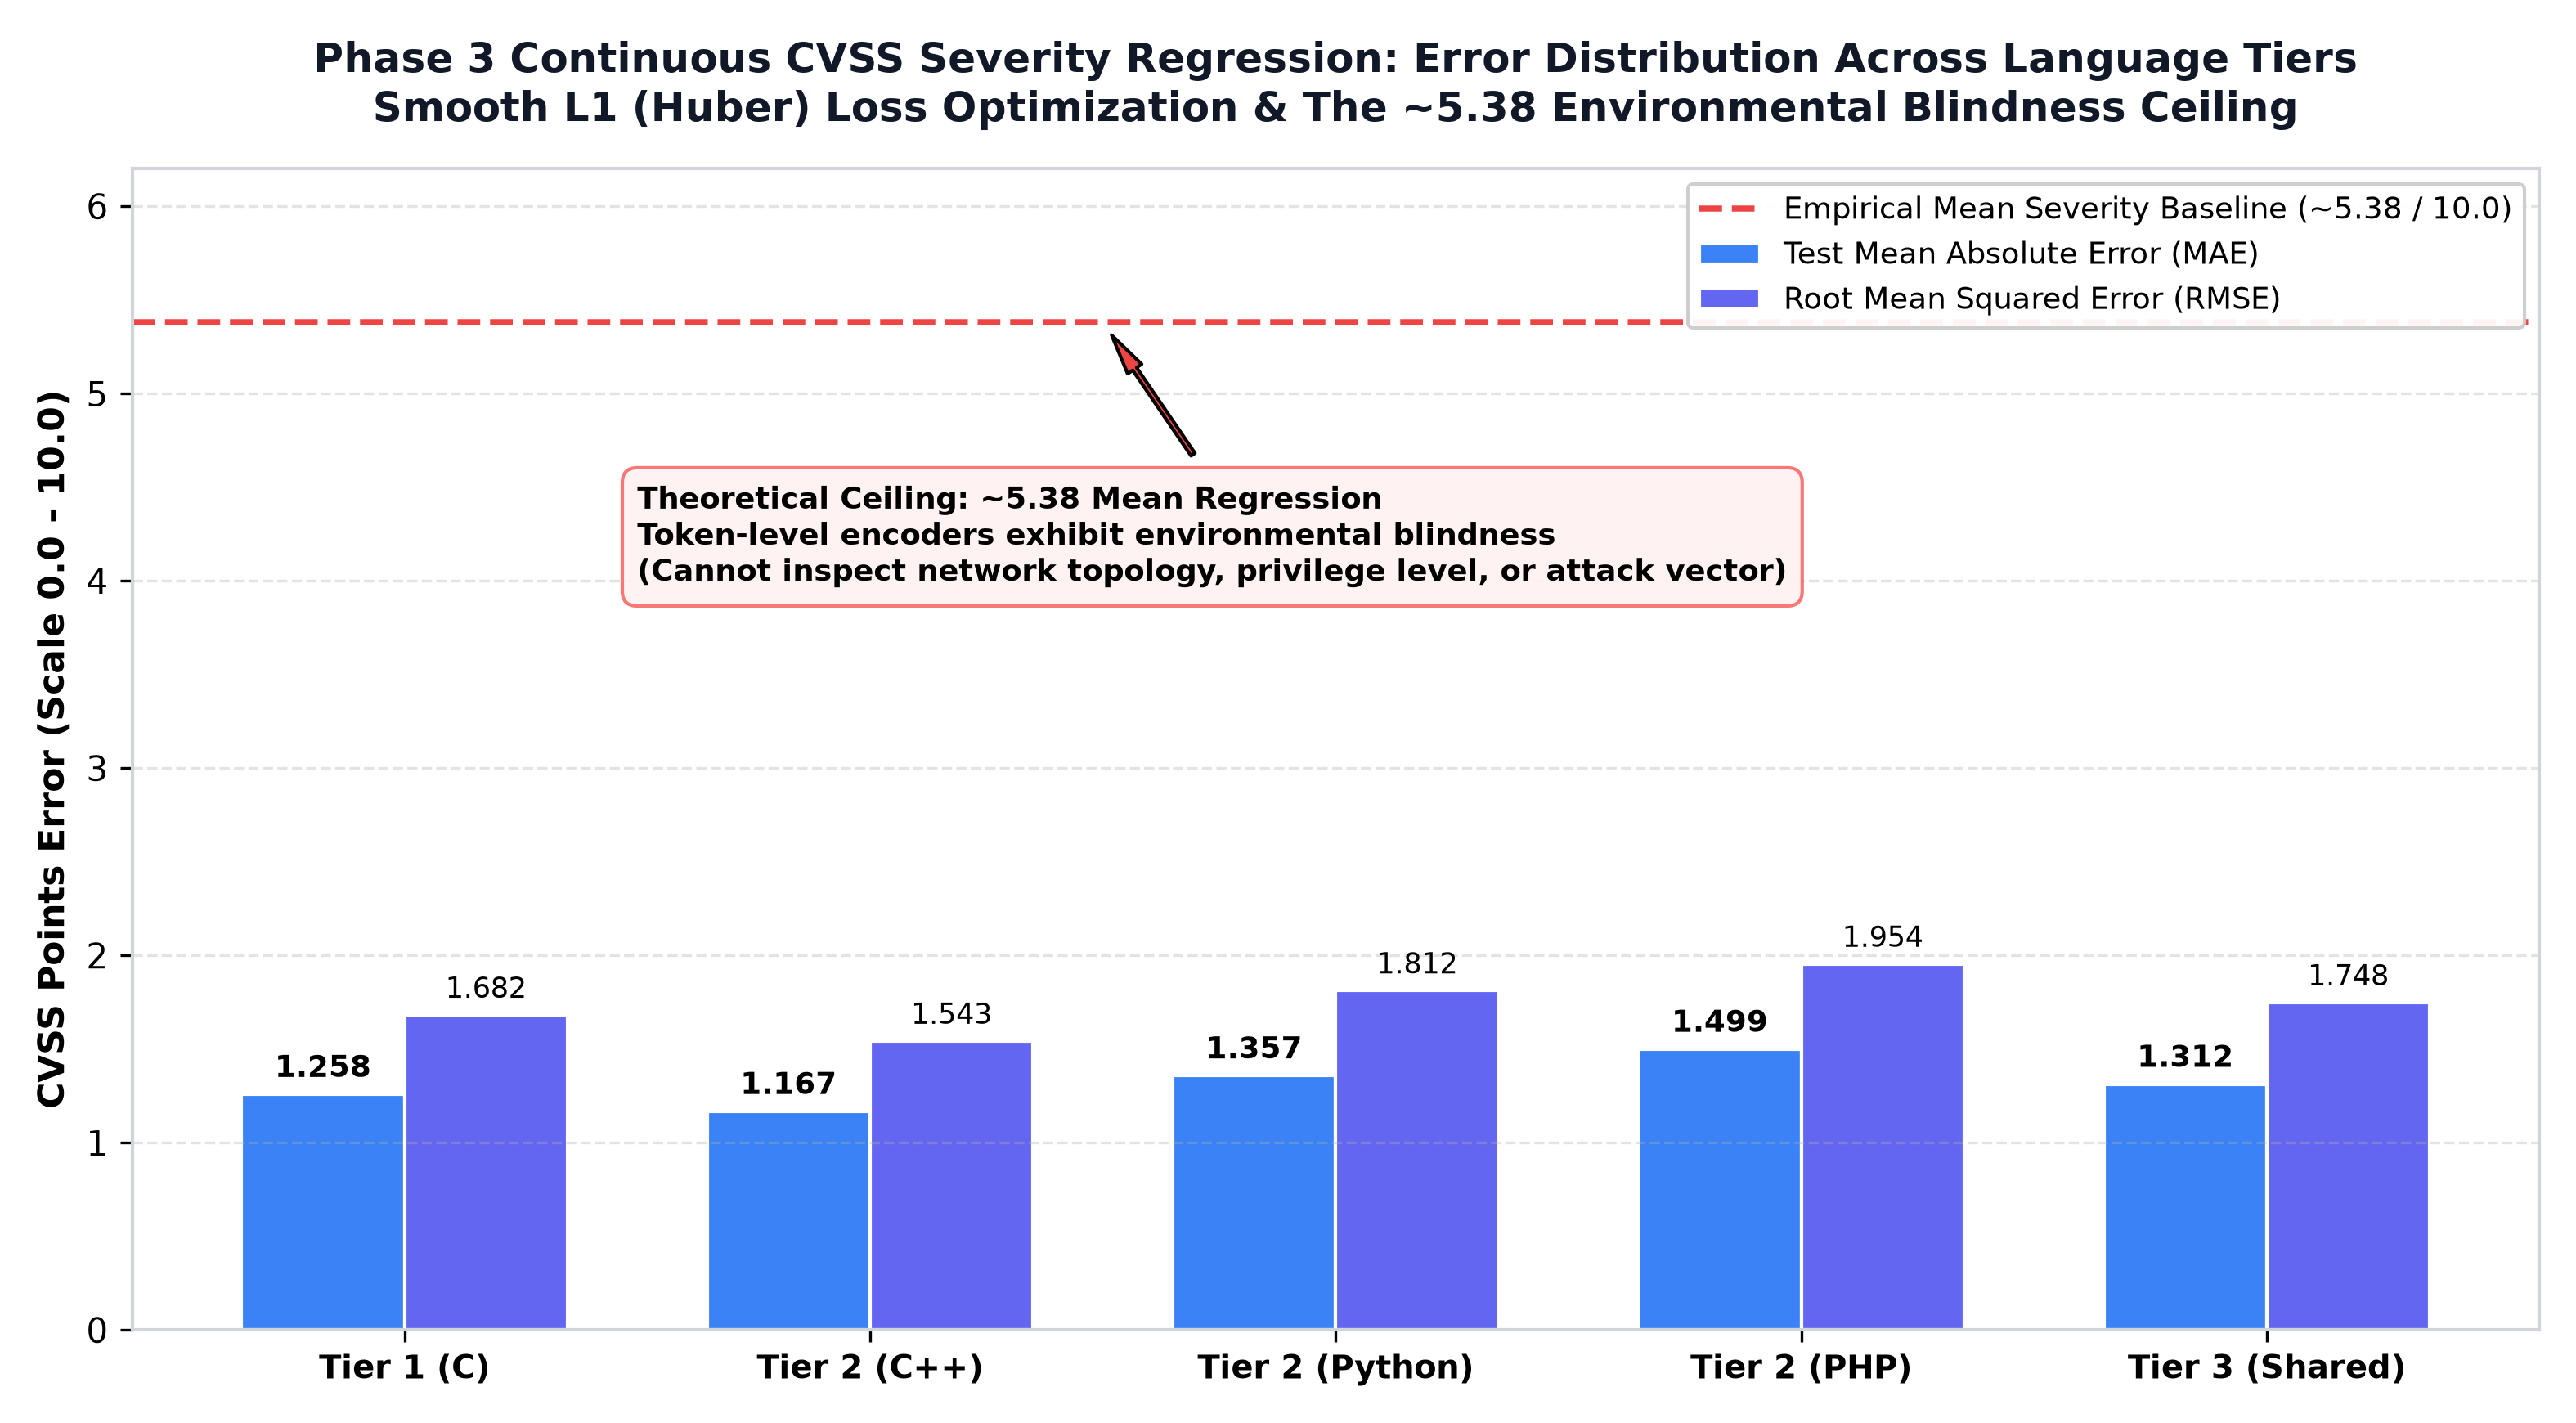 Phase 3 Continuous CVSS Severity Regression: Error Distribution Across Language Tiers
Smooth L1 (Huber) Loss Optimization & The ~5.38 Environmental Blindness Ceiling
Empirical Mean Severity Baseline (~5.38 / 10.0)
Test Mean Absolute Error (MAE)
Root Mean Squared Error (RMSE)
CVSS Points Error (Scale 0.0 - 10.0)
6
5
4
3
2
1
0
Theoretical Ceiling: ~5.38 Mean Regression
Token-level encoders exhibit environmental blindness
(Cannot inspect network topology, privilege level, or attack vector)
1.258
1.682
1.167
1.543
1.357
1.812
1.499
1.954
1.312
1.748
Tier 1 (C)
Tier 2 (C++)
Tier 2 (Python)
Tier 2 (PHP)
Tier 3 (Shared)